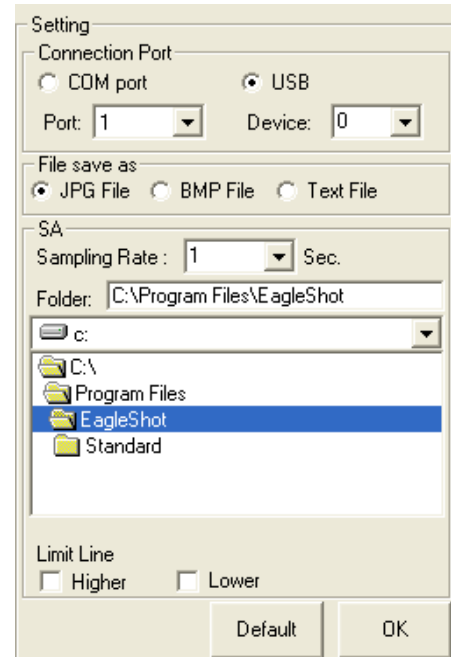 Setting
Connection Port
COM port USB
Port: 1 Device: 0
File save as
JPG File BMP File Text File
SA
Sampling Rate : 1 Sec.
Folder: C:\Program Files\EagleShot
c:
C:\
Program Files
EagleShot
Standard
Limit Line
Higher Lower
Default OK